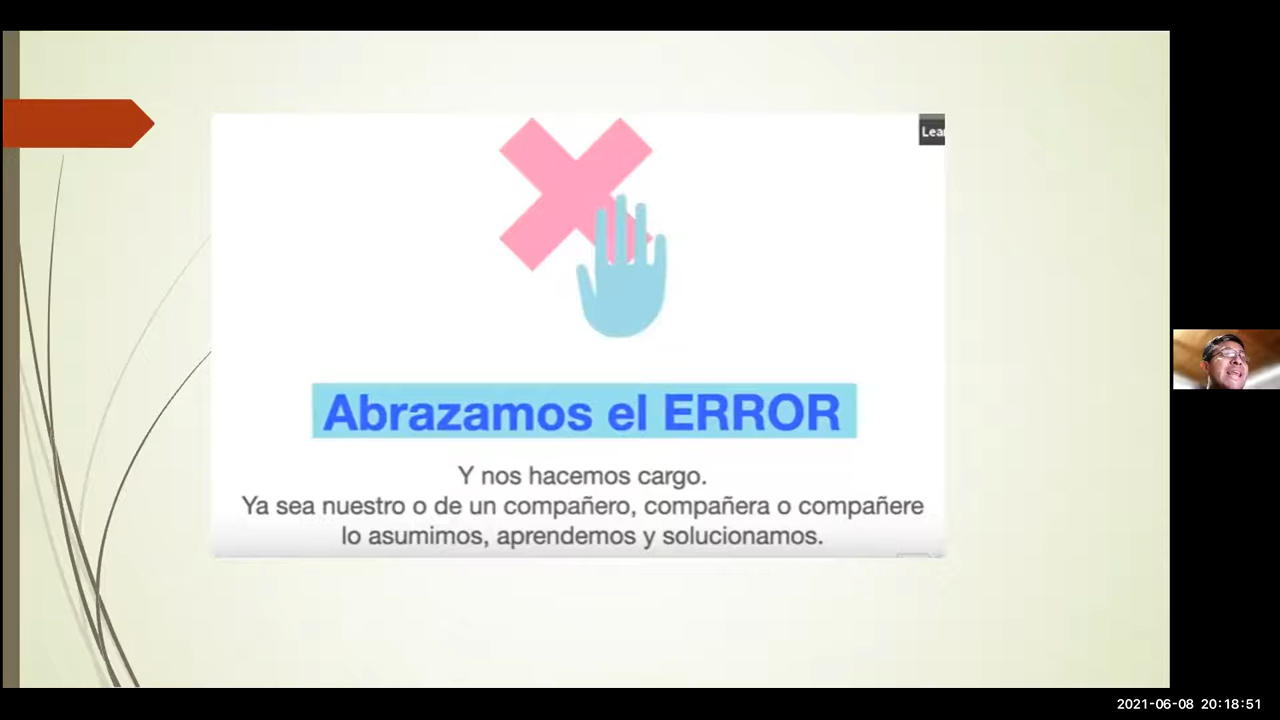 Abrazamos el ERROR
Y nos hacemos cargo.
Ya sea nuestro o de un compañero, compañera o compañere
lo asumimos, aprendemos y solucionamos.
2021-06-08 20:18:51